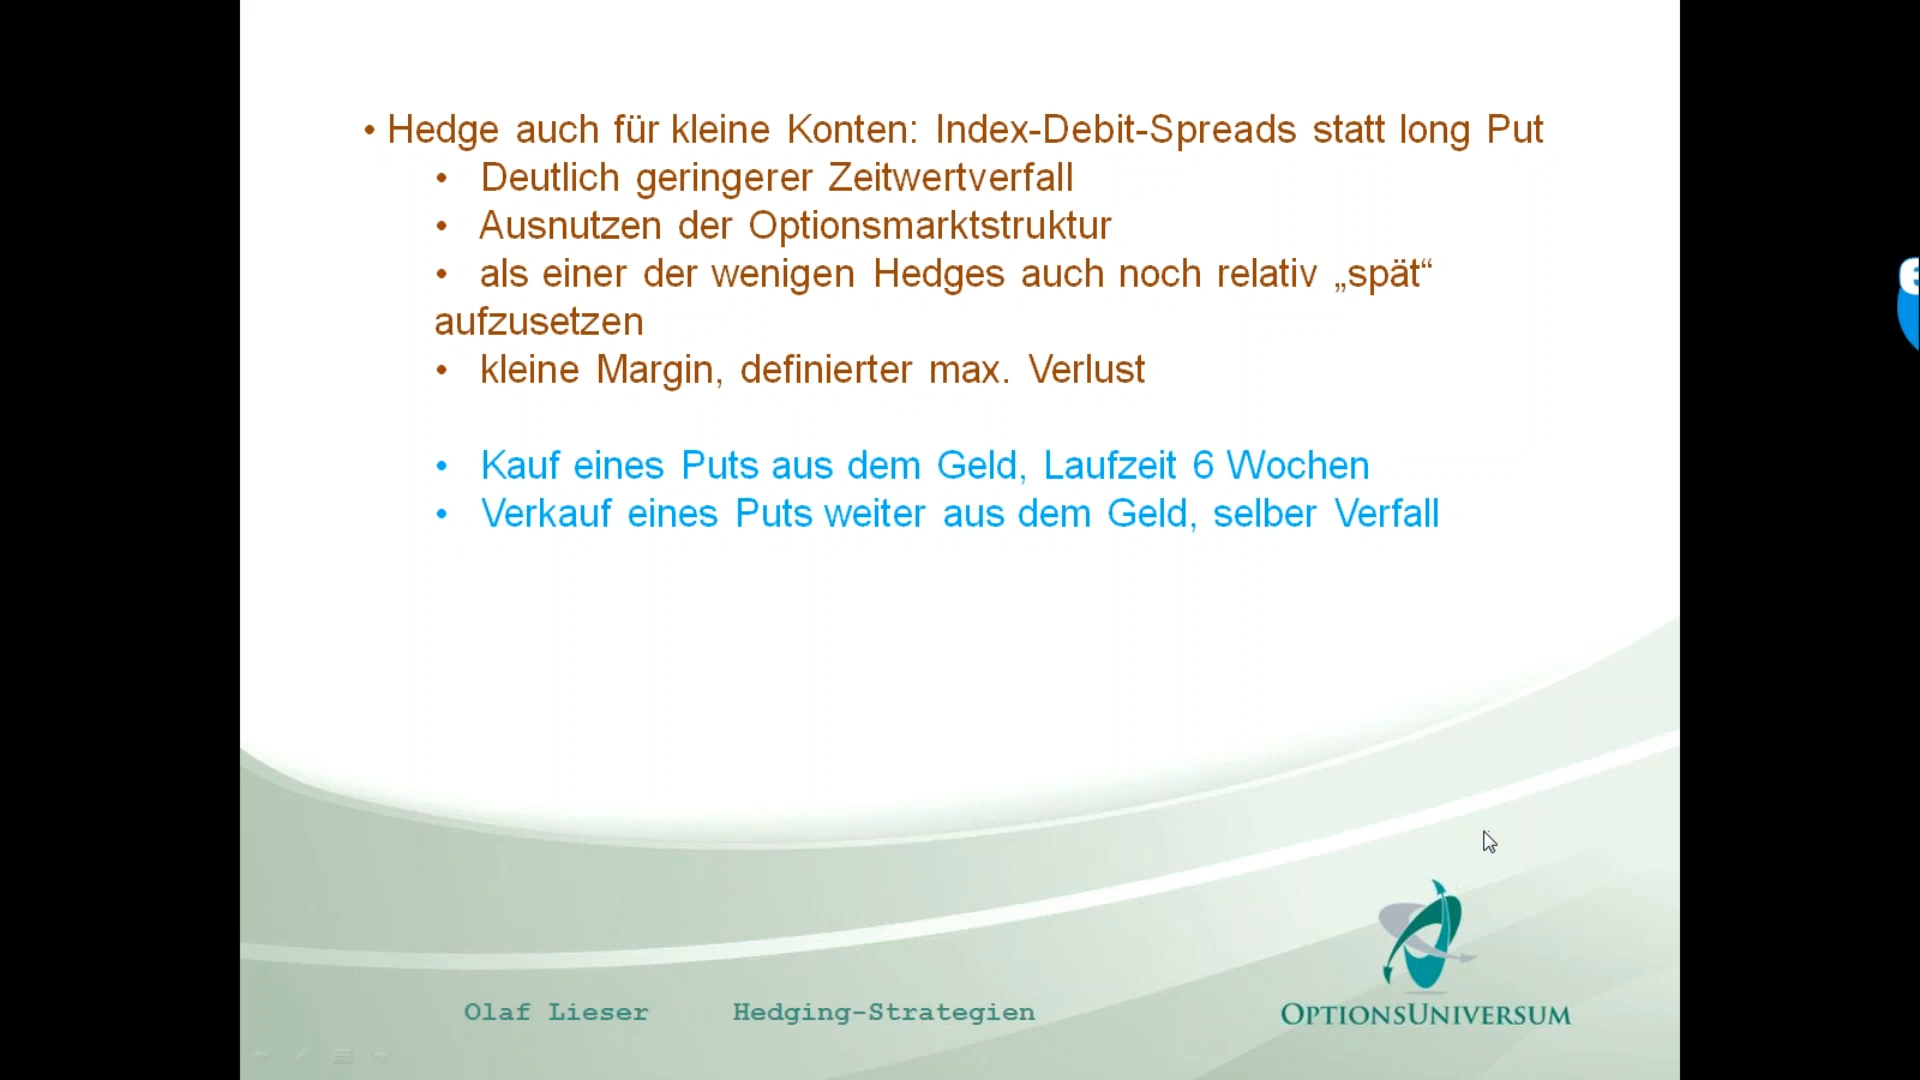 • Hedge auch für kleine Konten: Index-Debit-Spreads statt long Put
• Deutlich geringerer Zeitwertverfall
• Ausnutzen der Optionsmarktstruktur
• als einer der wenigen Hedges auch noch relativ „spät“
aufzusetzen
• kleine Margin, definierter max. Verlust
• Kauf eines Puts aus dem Geld, Laufzeit 6 Wochen
• Verkauf eines Puts weiter aus dem Geld, selber Verfall
Olaf Lieser Hedging-Strategien
OPTIONSUNIVERSUM